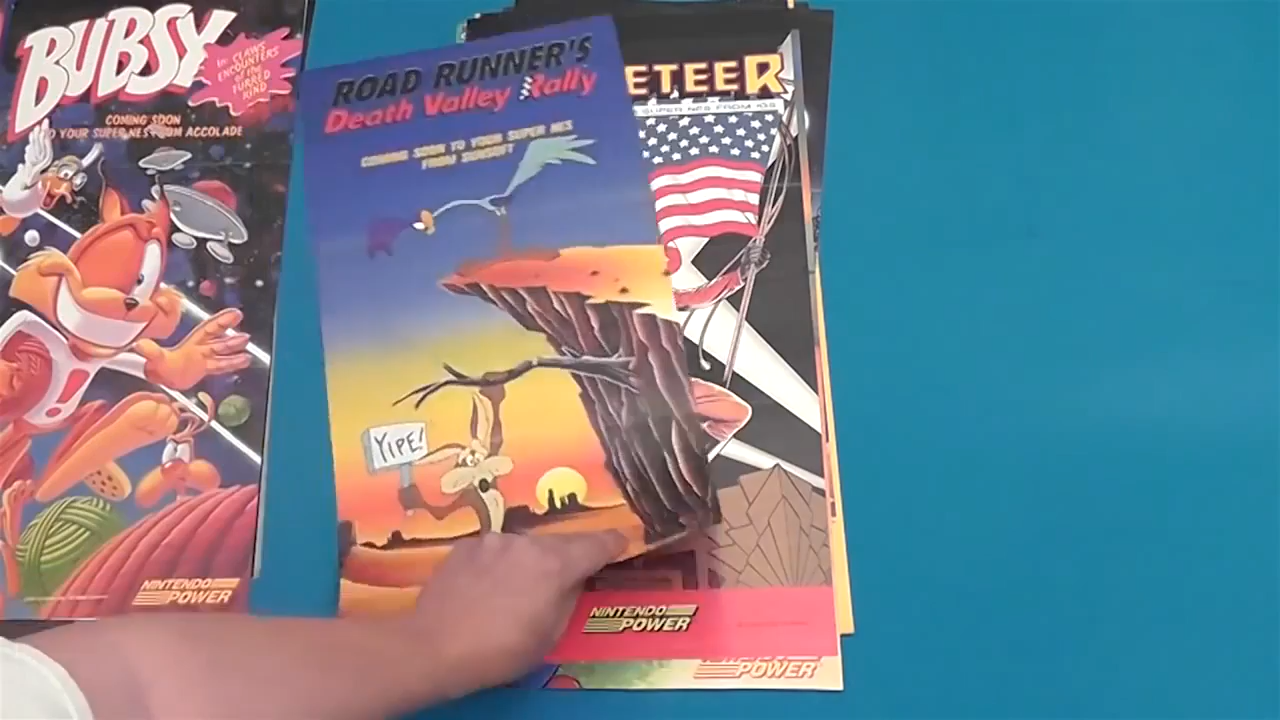 BUBSY
in: CLAWS
ENCOUNTERS
of the
FURRED
KIND
COMING SOON
TO YOUR SUPER NES FROM ACCOLADE
NINTENDO
POWER
ROAD RUNNER'S
Death Valley Rally
COMING SOON TO YOUR SUPER NES
FROM SUNSOFT
YIPE!
ETEER
SUPER NES FROM IGS
NINTENDO
POWER
POWER